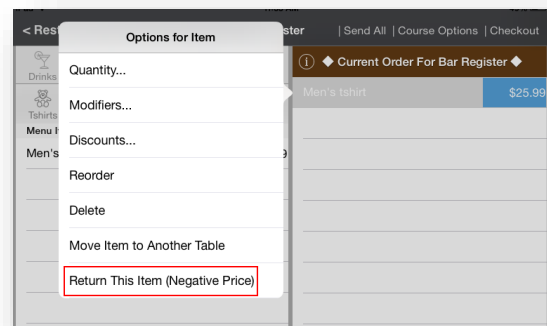 < Rest
Options for Item
ster
| Send All | Course Options | Checkout
Drinks
Tshirts
Menu I
Men's
9
Quantity...
Modifiers...
Discounts...
Reorder
Delete
Move Item to Another Table
Return This Item (Negative Price)
◆ Current Order For Bar Register ◆
Men's tshirt $25.99